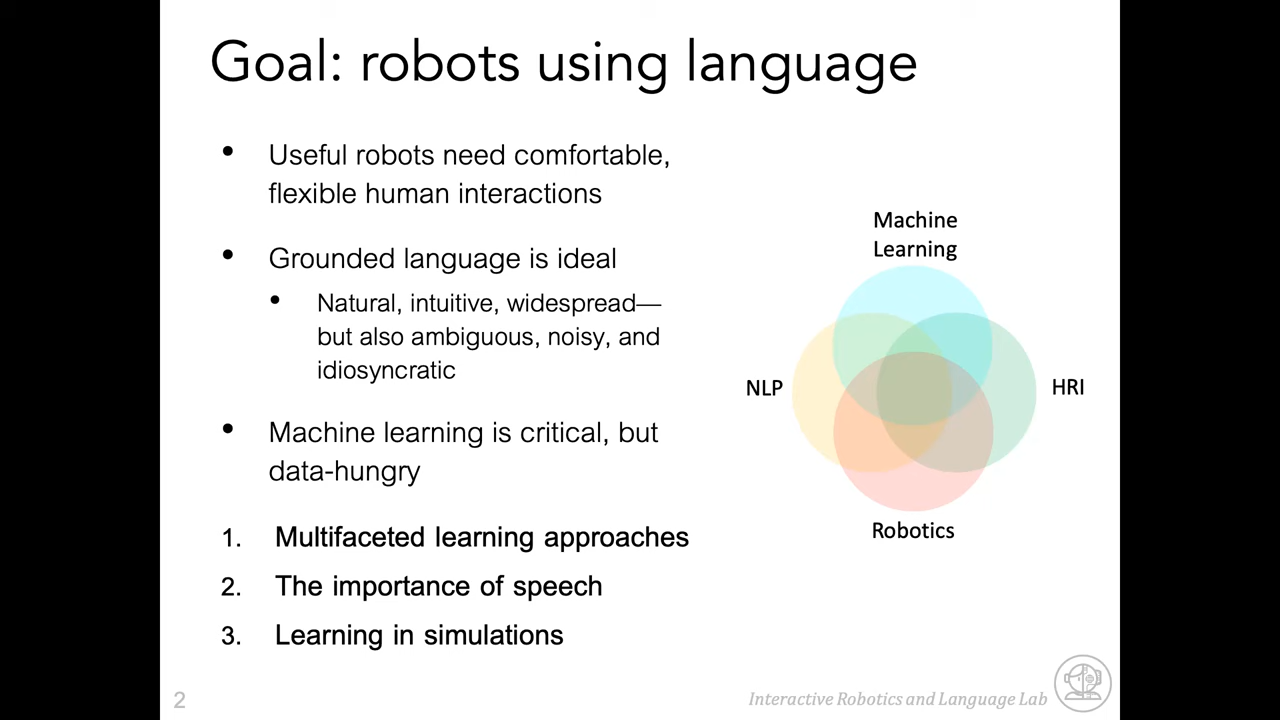 Goal: robots using language
• Useful robots need comfortable,
flexible human interactions
• Grounded language is ideal
• Natural, intuitive, widespread—
but also ambiguous, noisy, and
idiosyncratic
• Machine learning is critical, but
data-hungry
1. Multifaceted learning approaches
2. The importance of speech
3. Learning in simulations
Machine
Learning
NLP
HRI
Robotics
2
Interactive Robotics and Language Lab